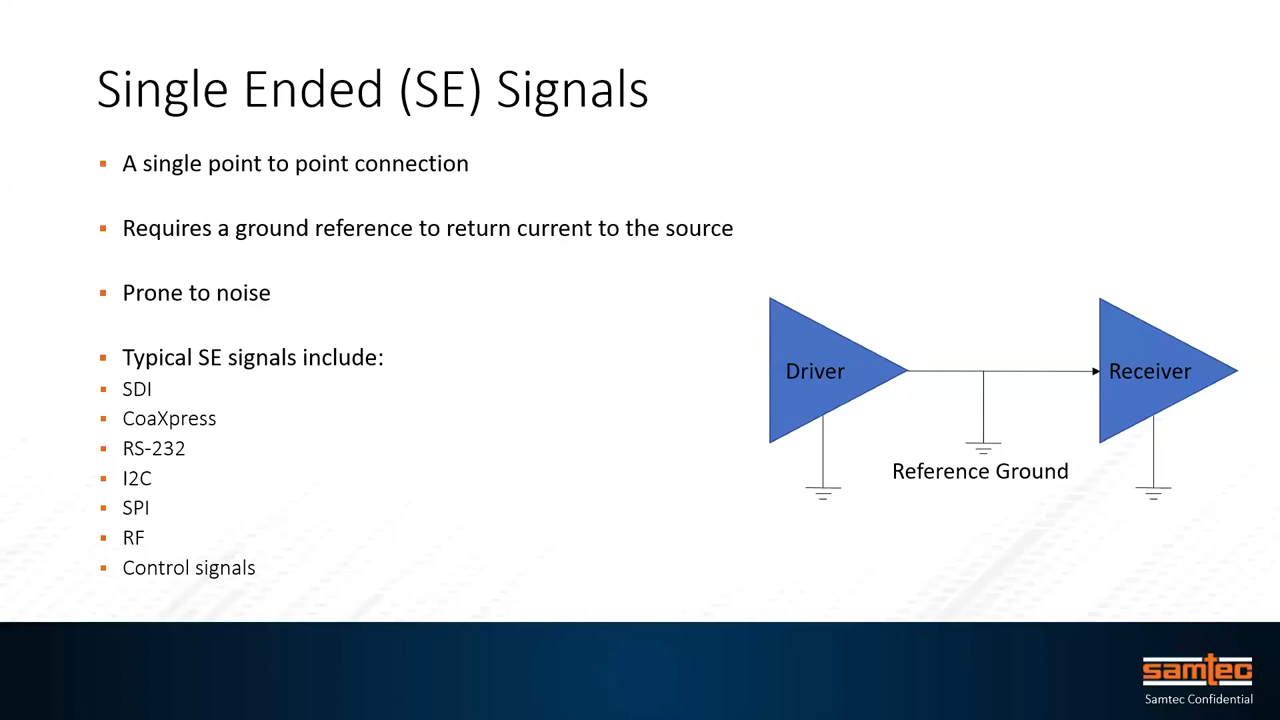 Single Ended (SE) Signals
A single point to point connection
Requires a ground reference to return current to the source
Prone to noise
Typical SE signals include:
SDI
CoaXpress
RS-232
I2C
SPI
RF
Control signals
Driver
Receiver
Reference Ground
samtec
Samtec Confidential